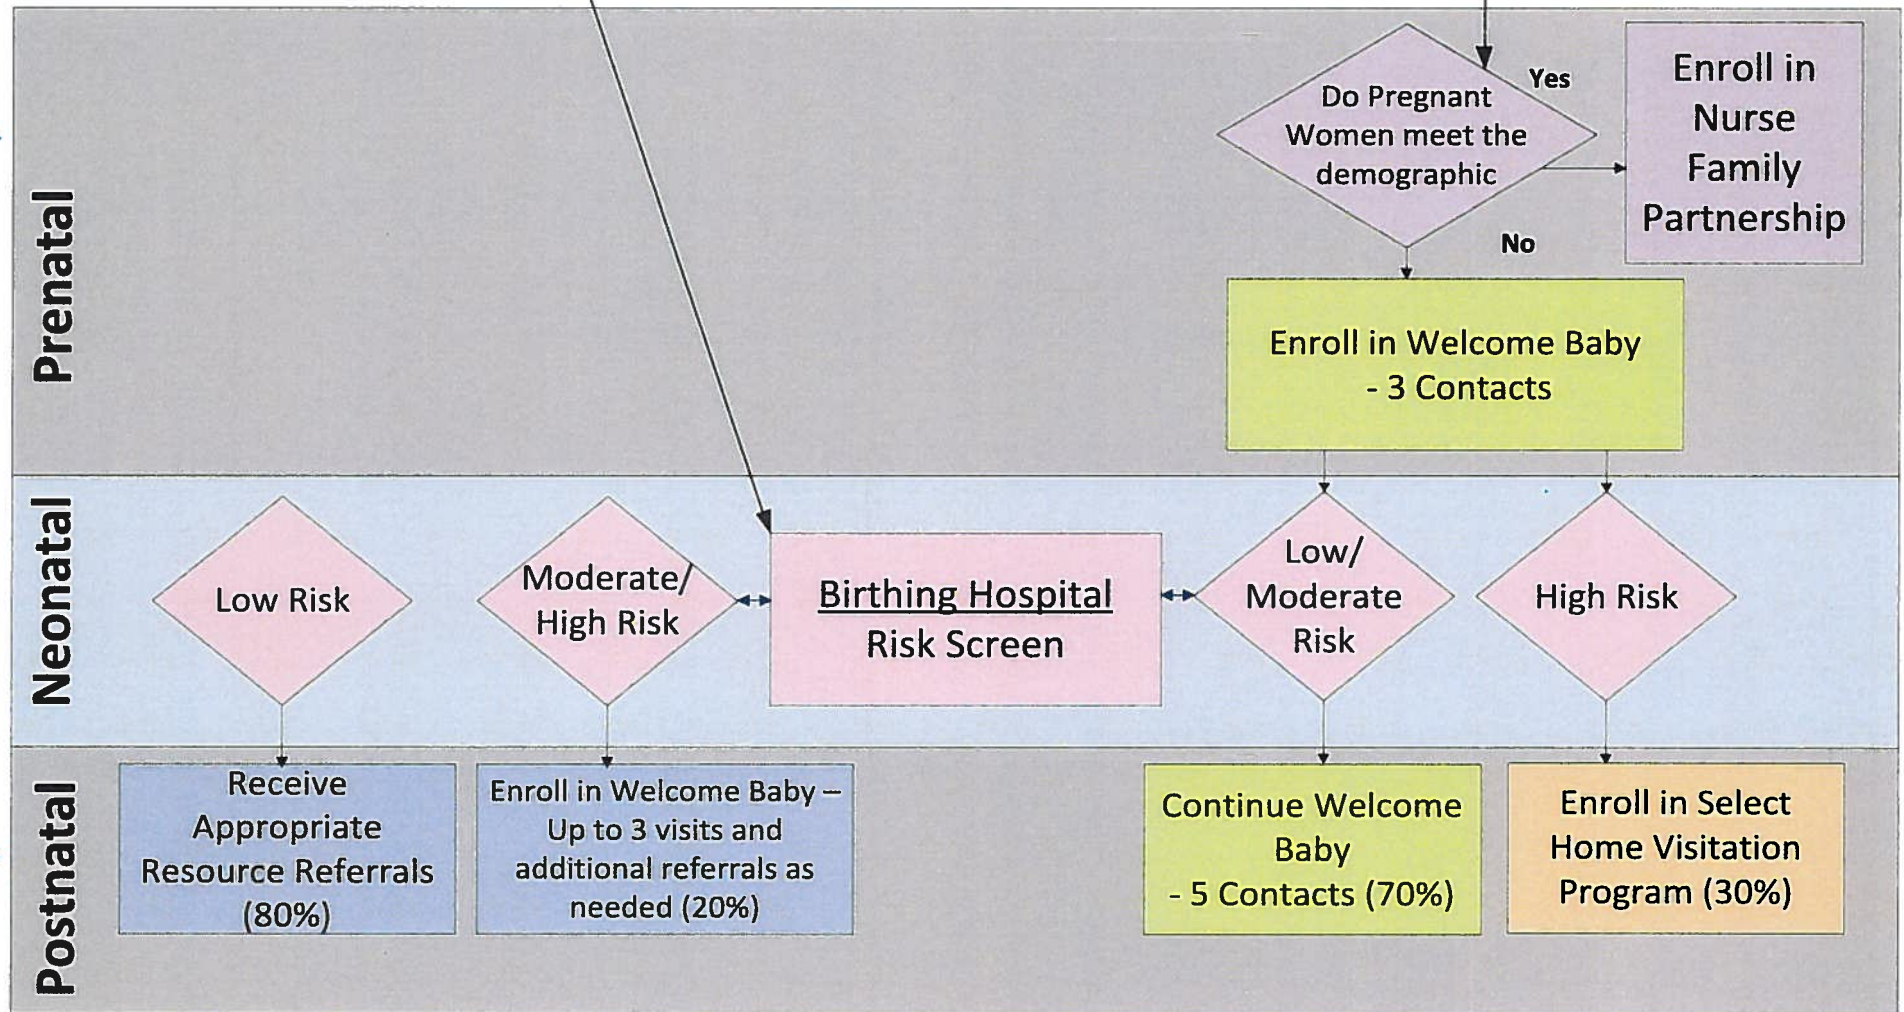 Prenatal
Do Pregnant
Women meet the
demographic
Yes
No
Enroll in
Nurse
Family
Partnership
Enroll in Welcome Baby
- 3 Contacts
Neonatal
Low Risk
Moderate/
High Risk
Birthing Hospital
Risk Screen
Low/
Moderate
Risk
High Risk
Postnatal
Receive
Appropriate
Resource Referrals
(80%)
Enroll in Welcome Baby –
Up to 3 visits and
additional referrals as
needed (20%)
Continue Welcome
Baby
- 5 Contacts (70%)
Enroll in Select
Home Visitation
Program (30%)